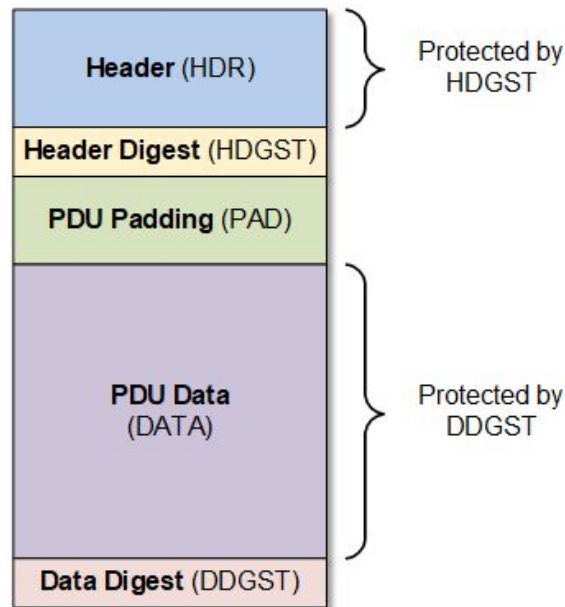 Header (HDR)
Protected by
HDGST
Header Digest (HDGST)
PDU Padding (PAD)
PDU Data
(DATA)
Protected by
DDGST
Data Digest (DDGST)